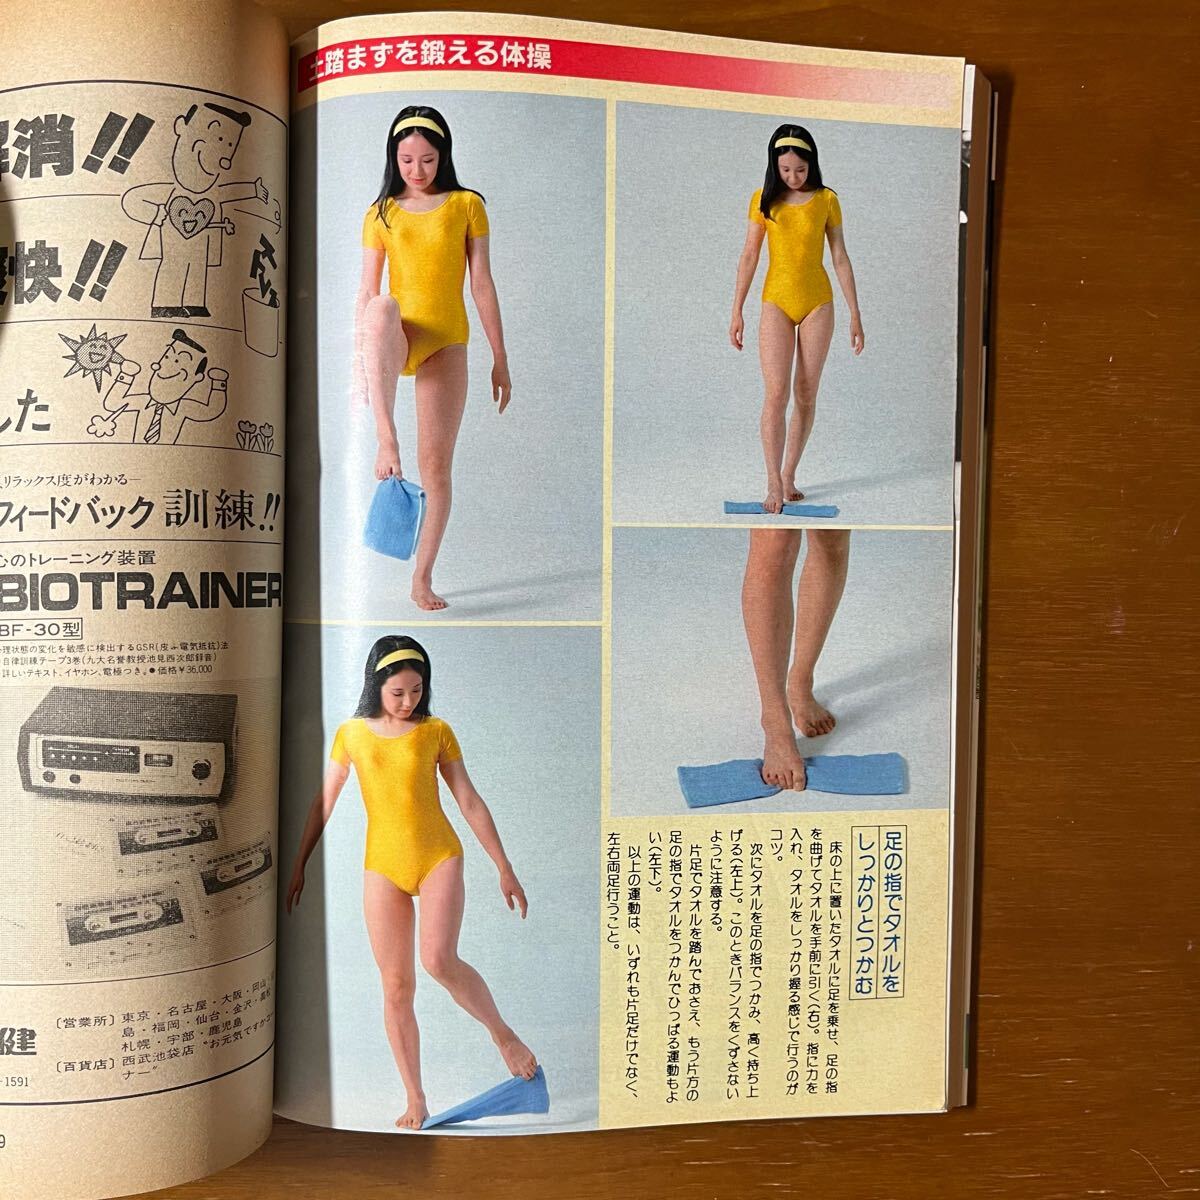 解消!!
快!!
した
リラックス度がわかる―
フィードバック訓練!!
心のトレーニング装置
BIOTRAINER
BF-30型
理状態の変化を敏感に検出するGSR(皮ふ電気抵抗)法
自律訓練テープ3巻(九大名誉教授池見酉次郎録音)
詳しいテキスト、イヤホン、電極つき。●価格¥36,000
健
-1591
〔営業所〕東京・名古屋・大阪・岡山・
島・福岡・仙台・金沢・高松
札幌・宇部・鹿児島
〔百貨店〕西武池袋店 "お元気ですかコー
ナー"
9
土踏まずを鍛える体操
足の指でタオルを
しっかりとつかむ
床の上に置いたタオルに足を乗せ、足の指
を曲げてタオルを手前に引く(右)。指に力を
入れ、タオルをしっかり握る感じで行うのが
コツ。
次にタオルを足の指でつかみ、高く持ち上
げる(左上)。このときバランスをくずさない
ように注意する。
片足でタオルを踏んでおさえ、もう片方の
足の指でタオルをつかんでひっぱる運動もよ
い(左下)。
以上の運動は、いずれも片足だけでなく、
左右両足行うこと。